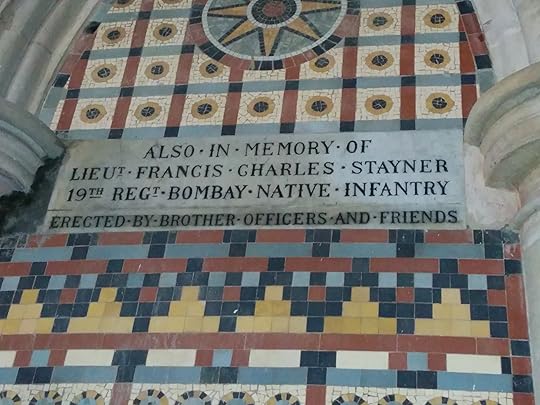 ALSO·IN·MEMORY·OF
LIEUT·FRANCIS·CHARLES·STAYNER
19TH REGT·BOMBAY·NATIVE·INFANTRY
ERECTED·BY·BROTHER·OFFICERS·AND·FRIENDS